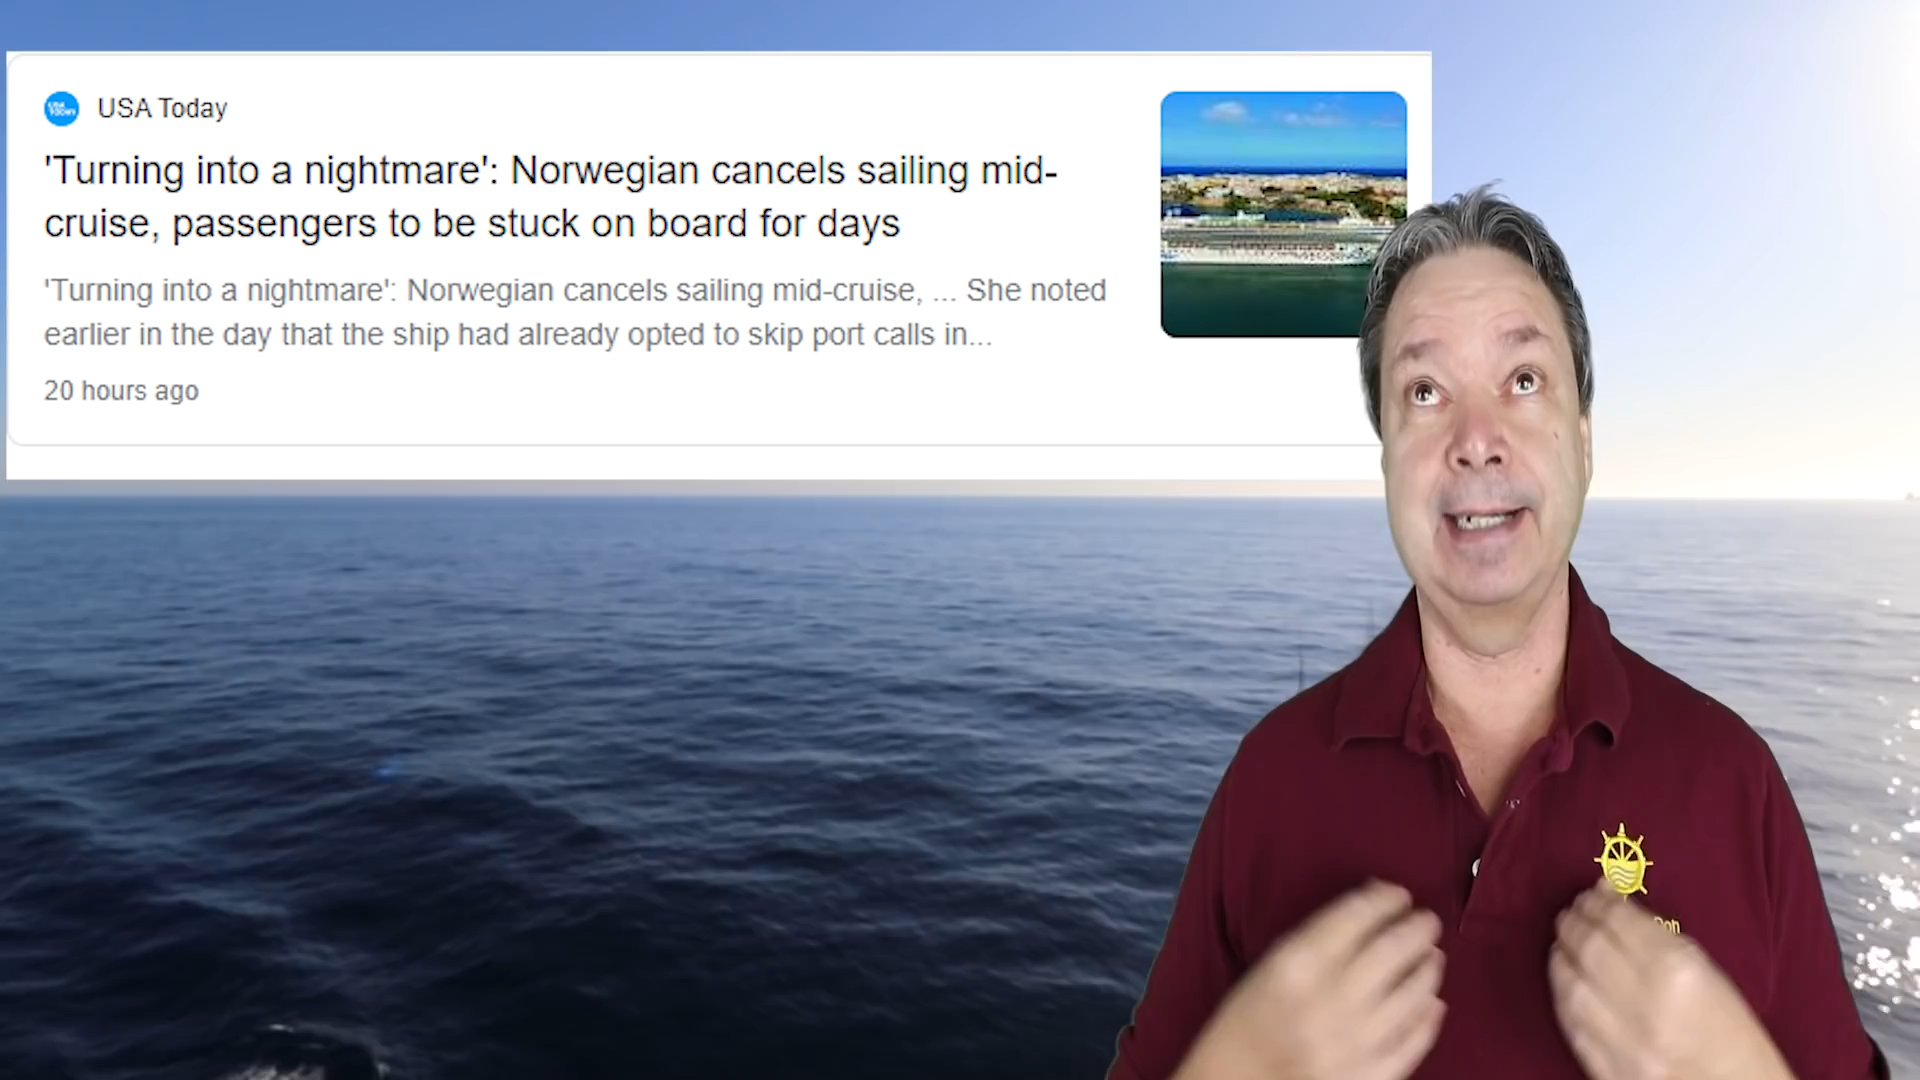 USA TODAY
USA Today
'Turning into a nightmare': Norwegian cancels sailing mid-
cruise, passengers to be stuck on board for days
'Turning into a nightmare': Norwegian cancels sailing mid-cruise, ... She noted
earlier in the day that the ship had already opted to skip port calls in...
20 hours ago